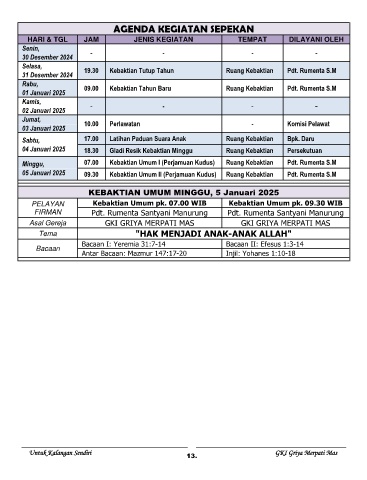 AGENDA KEGIATAN SEPEKAN
HARI & TGL JAM JENIS KEGIATAN TEMPAT DILAYANI OLEH
Senin,
30 Desember 2024 - - - -
Selasa,
31 Desember 2024 19.30 Kebaktian Tutup Tahun Ruang Kebaktian Pdt. Rumenta S.M
Rabu,
01 Januari 2025 09.00 Kebaktian Tahun Baru Ruang Kebaktian Pdt. Rumenta S.M
Kamis,
02 Januari 2025 - - - -
Jumat,
03 Januari 2025 10.00 Perlawatan - Komisi Pelawat
Sabtu,
04 Januari 2025 17.00 Latihan Paduan Suara Anak Ruang Kebaktian Bpk. Daru
18.30 Gladi Resik Kebaktian Minggu Ruang Kebaktian Persekutuan
Minggu,
05 Januari 2025 07.00 Kebaktian Umum I (Perjamuan Kudus) Ruang Kebaktian Pdt. Rumenta S.M
09.30 Kebaktian Umum II (Perjamuan Kudus) Ruang Kebaktian Pdt. Rumenta S.M
KEBAKTIAN UMUM MINGGU, 5 Januari 2025
PELAYAN FIRMAN Kebaktian Umum pk. 07.00 WIB Kebaktian Umum pk. 09.30 WIB
Pdt. Rumenta Santyani Manurung Pdt. Rumenta Santyani Manurung
Asal Gereja GKI GRIYA MERPATI MAS GKI GRIYA MERPATI MAS
Tema "HAK MENJADI ANAK-ANAK ALLAH"
Bacaan Bacaan I: Yeremia 31:7-14 Bacaan II: Efesus 1:3-14
Antar Bacaan: Mazmur 147:17-20 Injil: Yohanes 1:10-18
Untuk Kalangan Sendiri 13. GKI Griya Merpati Mas